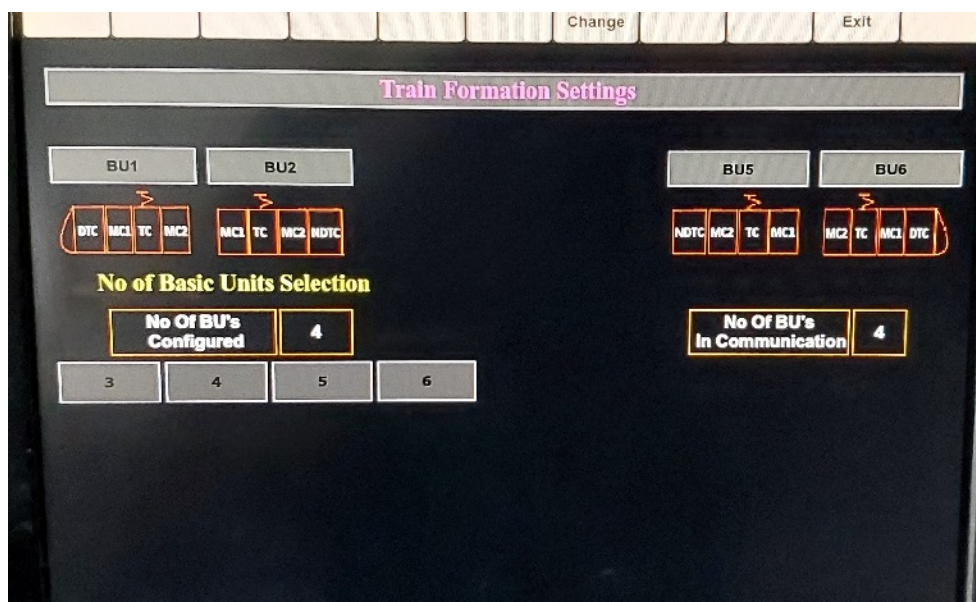 Change Exit
Train Formation Settings
BU1 BU2 BU5 BU6
DTC MC1 TC MC2 MC1 TC MC2 NDTC NDTC MC2 TC MC1 MC2 TC MC1 DTC
No of Basic Units Selection
No Of BU's
Configured
4
No Of BU's
In Communication
4
3 4 5 6